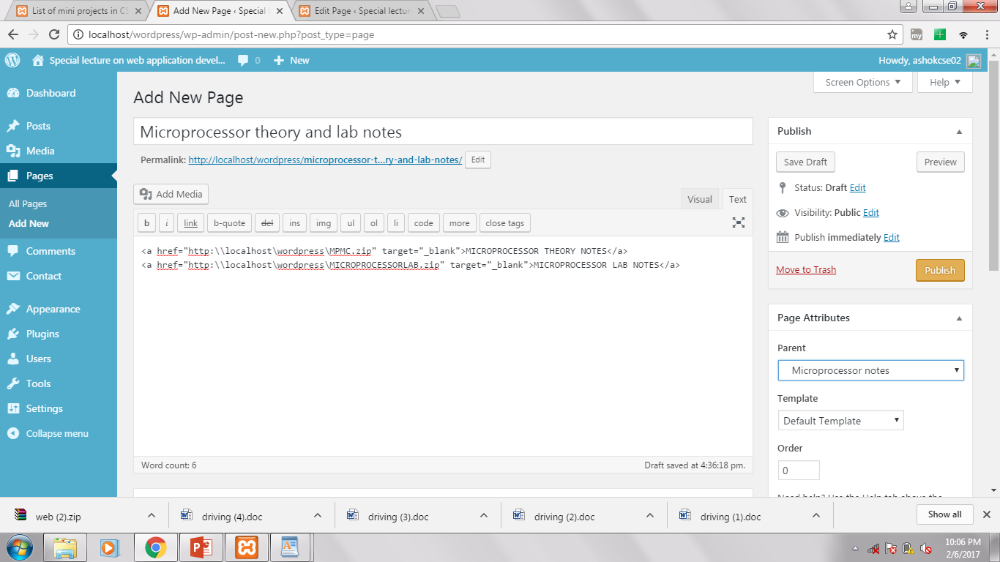 List of mini projects in CS
Add New Page ‹ Special l
Edit Page ‹ Special lectur
localhost/wordpress/wp-admin/post-new.php?post_type=page
my
Special lecture on web application devel...
0
New
Howdy, ashokcse02
Screen Options
Help
Dashboard
Posts
Media
Pages
All Pages
Add New
Comments
Contact
Appearance
Plugins
Users
Tools
Settings
Collapse menu
Add New Page
Microprocessor theory and lab notes
Permalink: http://localhost/wordpress/microprocessor-t...ry-and-lab-notes/ Edit
Add Media
Visual
Text
b i link b-quote del ins img ul ol li code more close tags
<a href="http:\\localhost\wordpress\MPMC.zip" target="_blank">MICROPROCESSOR THEORY NOTES</a>
<a href="http:\\localhost\wordpress\MICROPROCESSORLAB.zip" target="_blank">MICROPROCESSOR LAB NOTES</a>
Word count: 6
Draft saved at 4:36:18 pm.
Publish
Save Draft
Preview
Status: Draft Edit
Visibility: Public Edit
Publish immediately Edit
Move to Trash
Publish
Page Attributes
Parent
Microprocessor notes
Template
Default Template
Order
0
Need help? Use the Help tab above the
web (2).zip
driving (4).doc
driving (3).doc
driving (2).doc
driving (1).doc
Show all
10:06 PM
2/6/2017